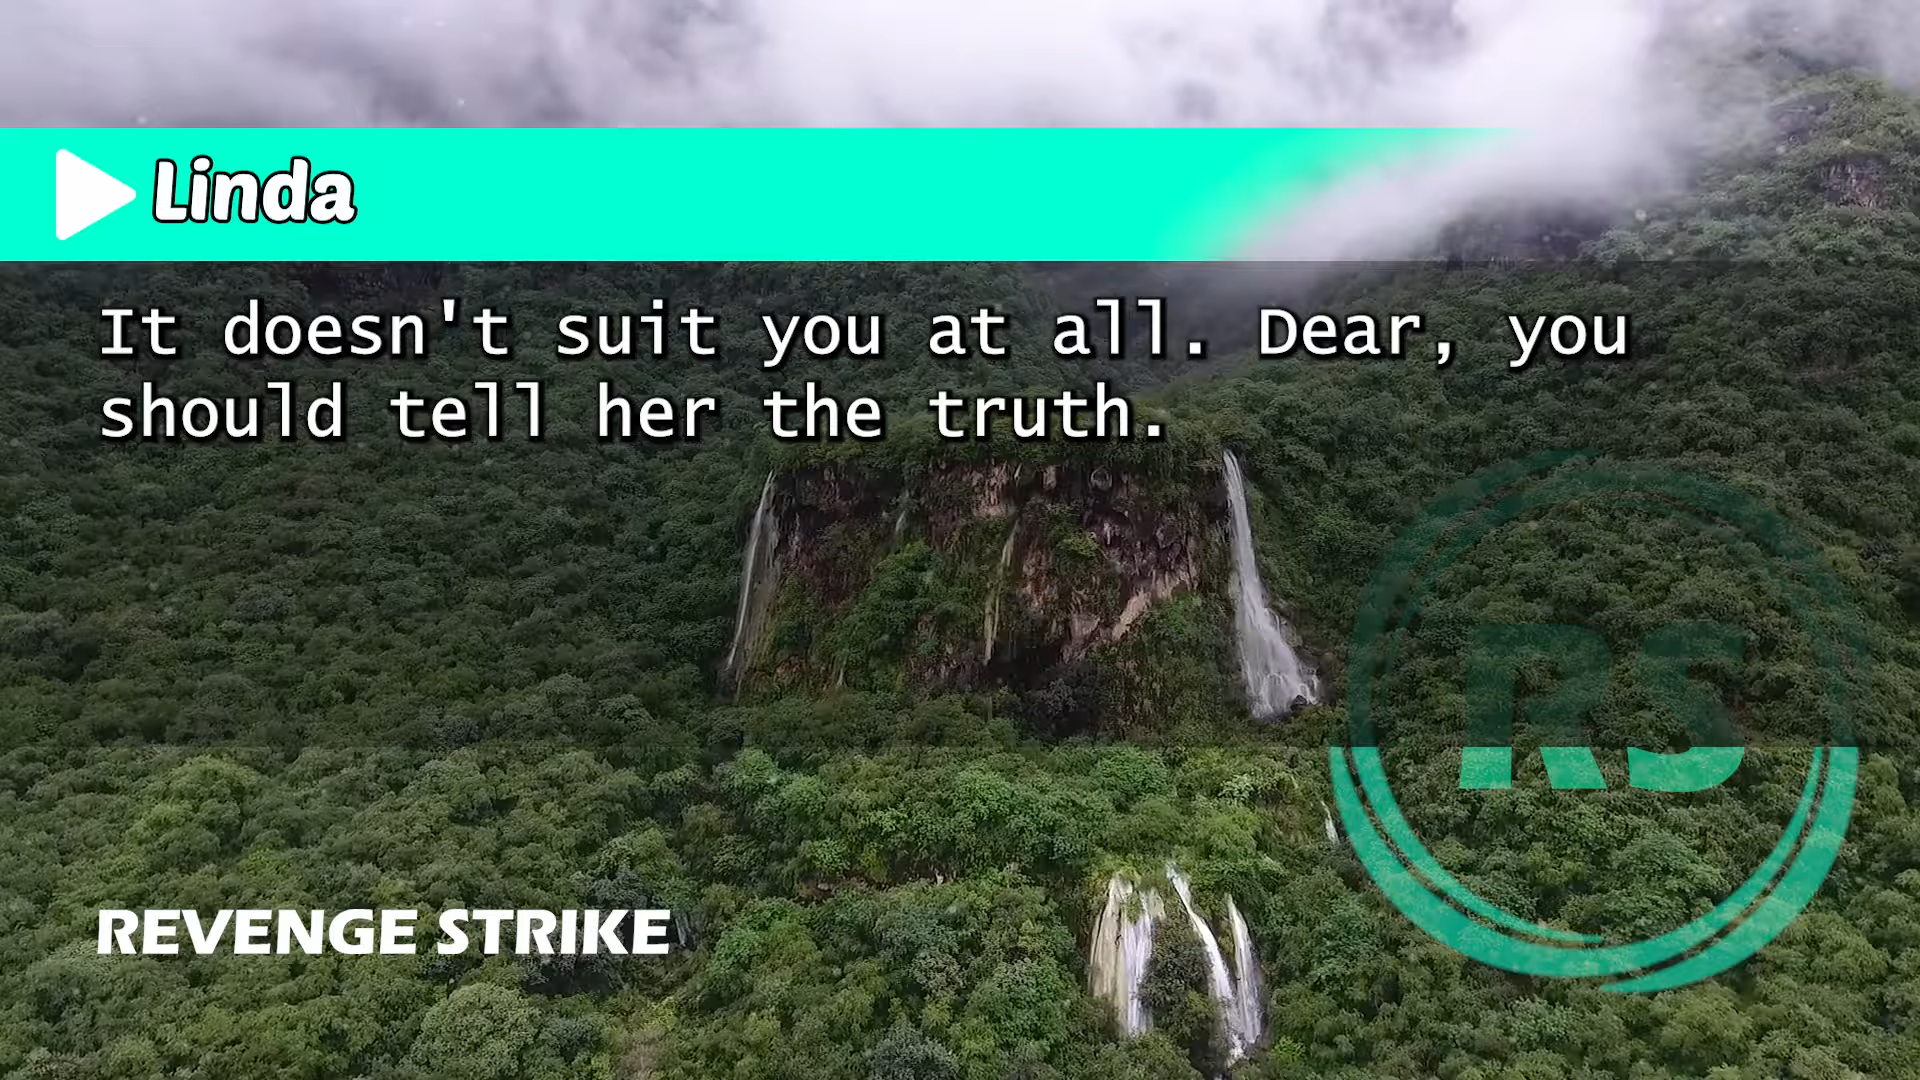 Linda
It doesn't suit you at all. Dear, you
should tell her the truth.
RS
REVENGE STRIKE